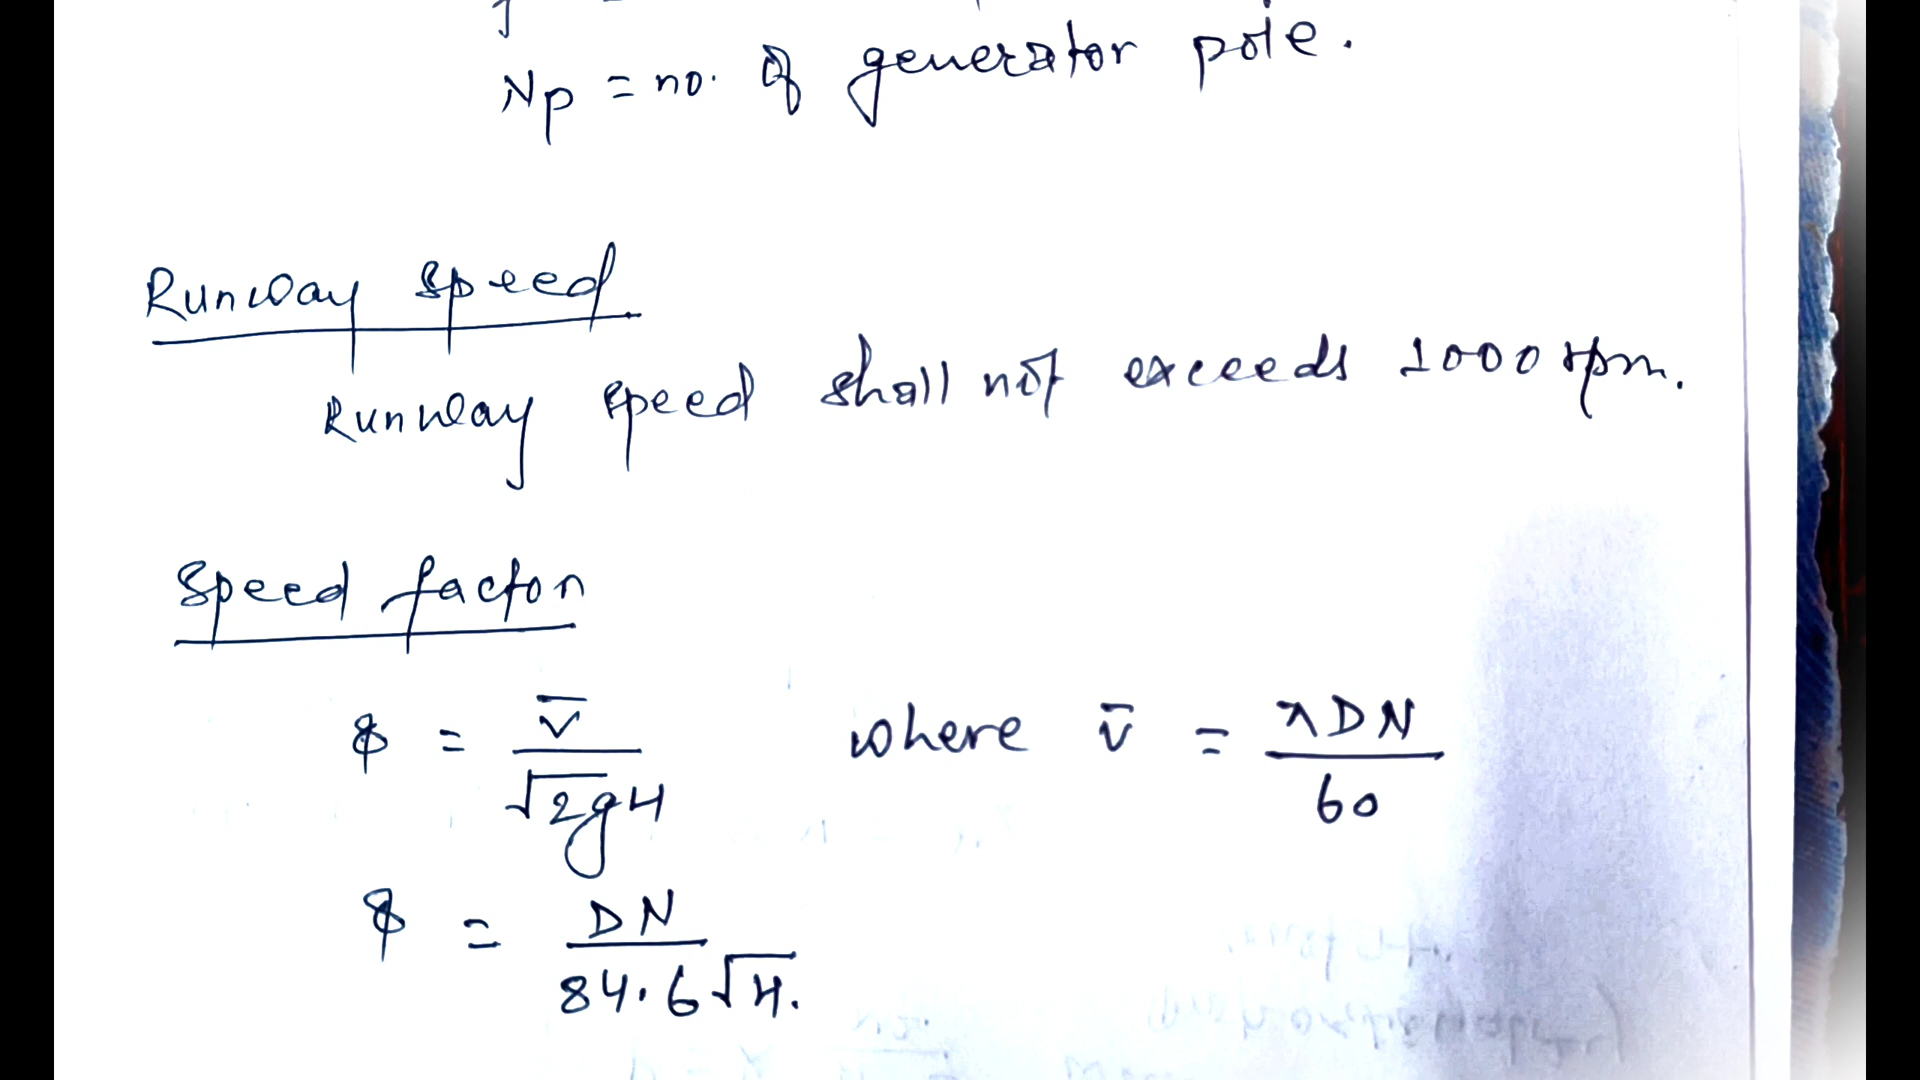 Np = no. of generator pole.
Runway speed
Runway speed shall not exceeds 1000 rpm.
Speed factor
φ = v̄ / √2gH where v̄ = πDN / 60
φ = DN / 84.6√H.